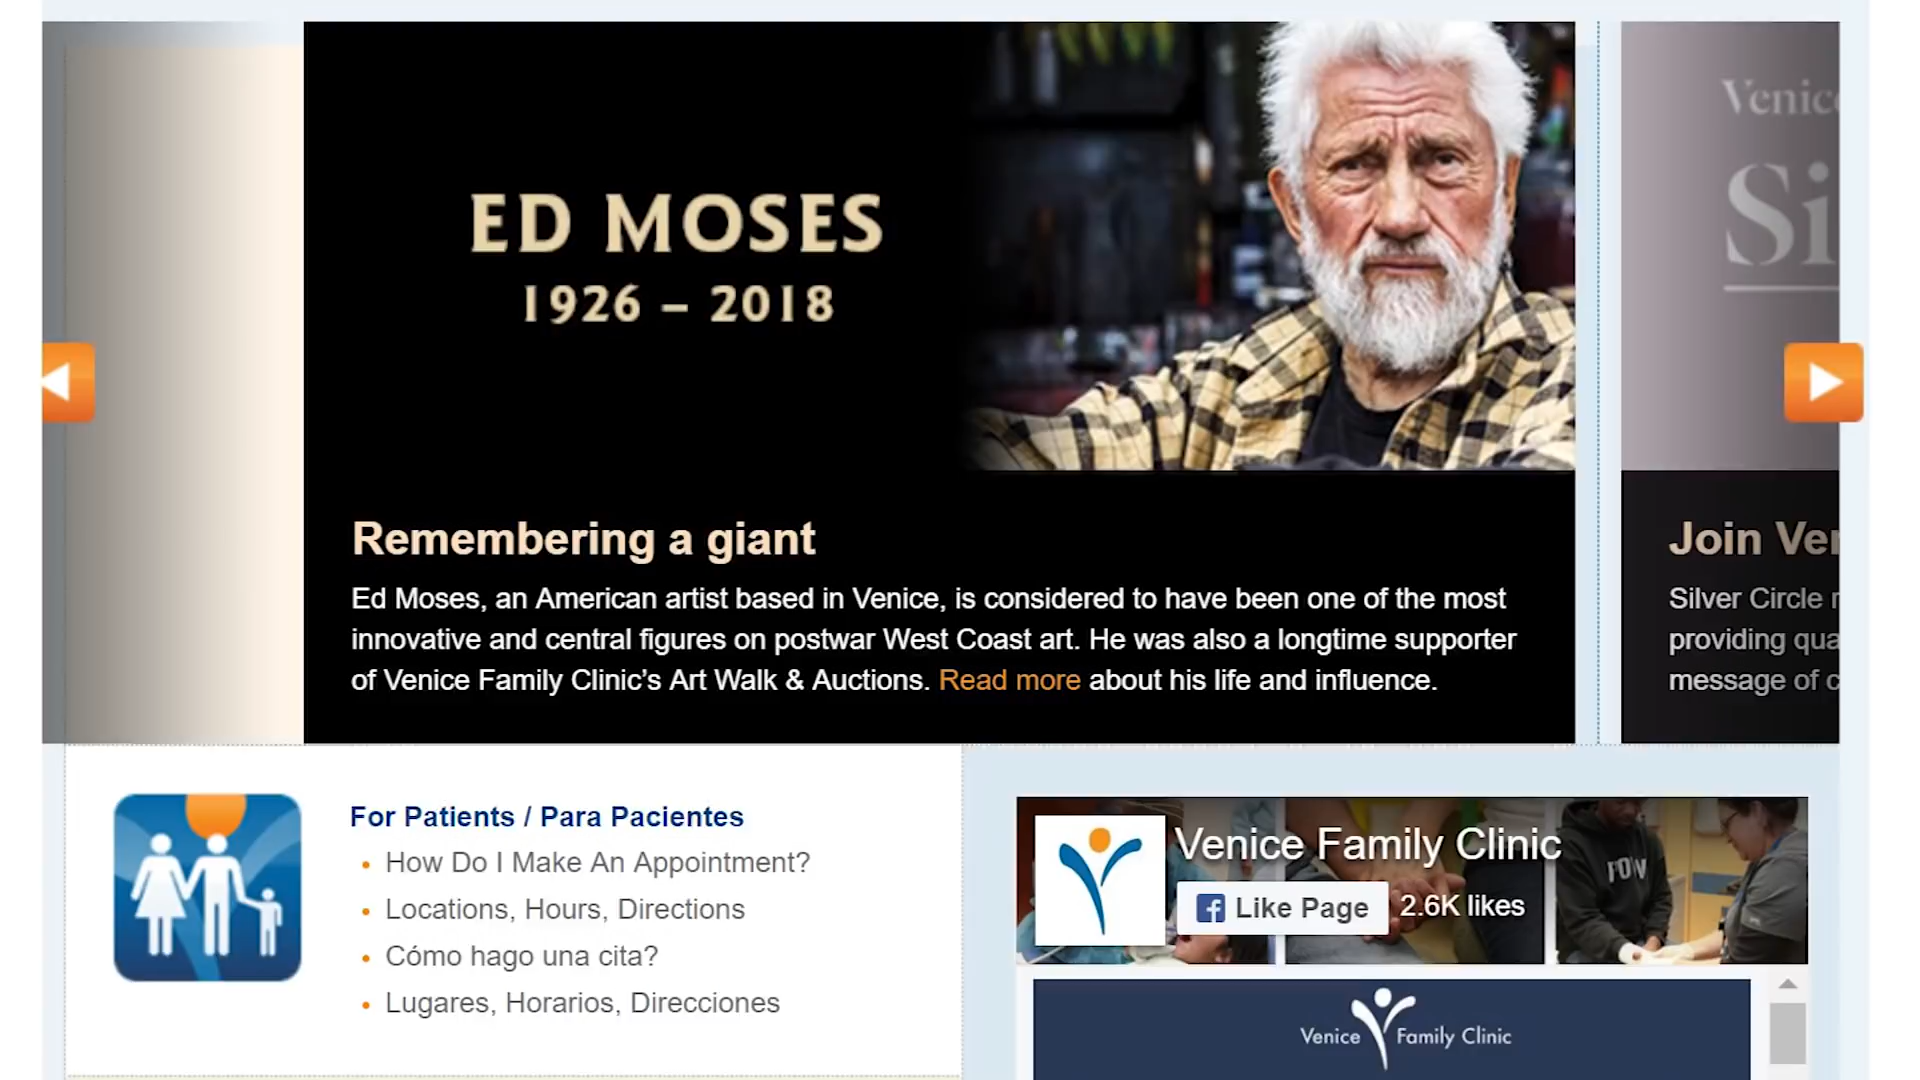 ED MOSES
1926 – 2018
Remembering a giant
Ed Moses, an American artist based in Venice, is considered to have been one of the most
innovative and central figures on postwar West Coast art. He was also a longtime supporter
of Venice Family Clinic’s Art Walk & Auctions. Read more about his life and influence.
Venic
Si
Join Ver
Silver Circle
providing qua
message of c
For Patients / Para Pacientes
How Do I Make An Appointment?
Locations, Hours, Directions
Cómo hago una cita?
Lugares, Horarios, Direcciones
Venice Family Clinic
Like Page
2.6K likes
Venice Family Clinic